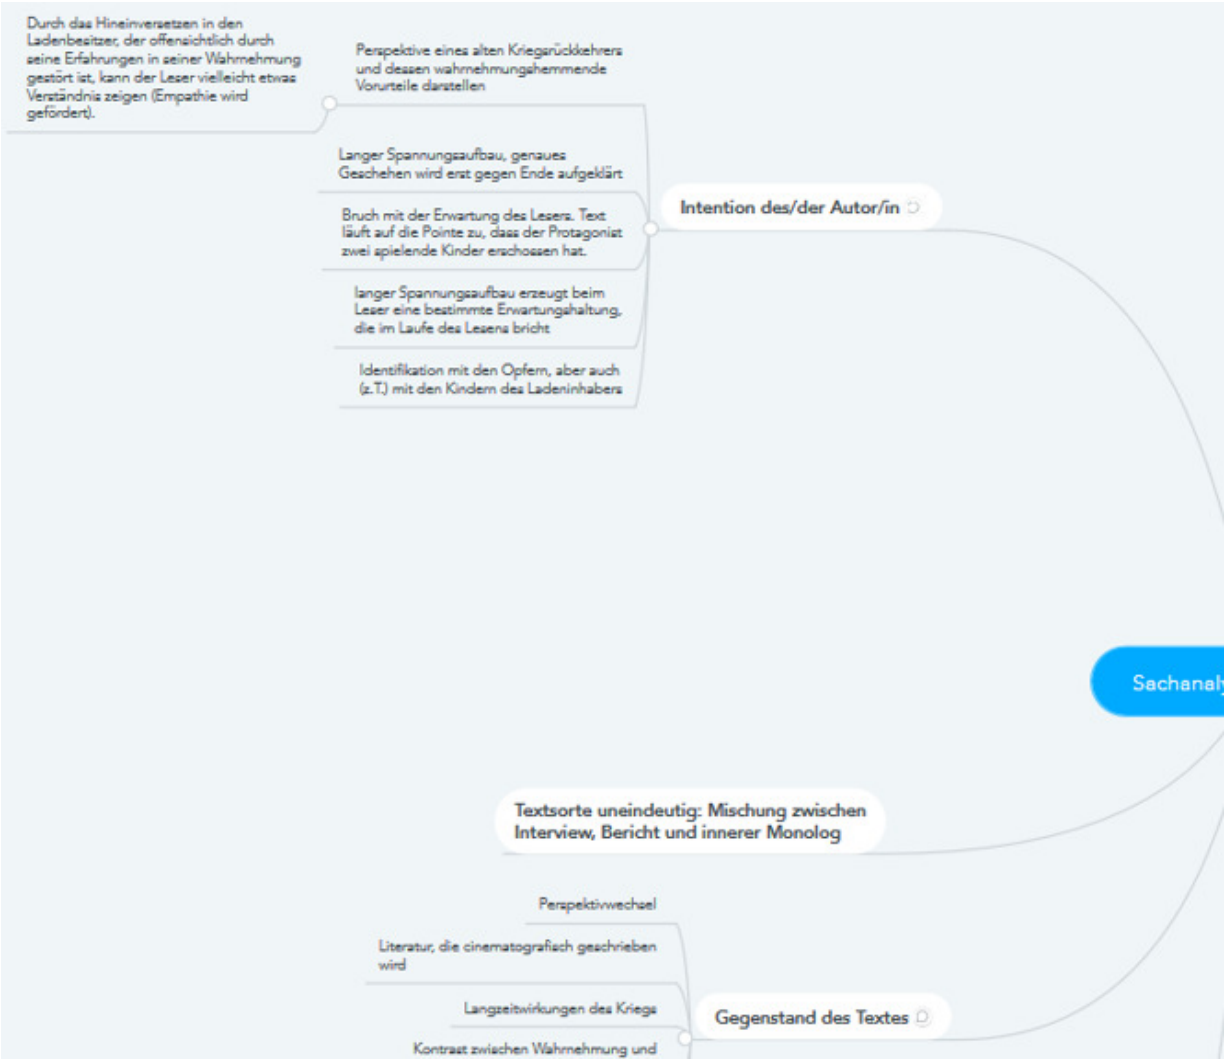 Durch das Hineinversetzen in den
Ladenbesitzer, der offensichtlich durch
seine Erfahrungen in seiner Wahrnehmung
gestört ist, kann der Leser vielleicht etwas
Verständnis zeigen (Empathie wird
gefördert).
Perspektive eines alten Kriegsrückkehrers
und dessen wahrnehmungshemmende
Vorurteile darstellen
Langer Spannungsaufbau, genaues
Geschehen wird erst gegen Ende aufgeklärt
Bruch mit der Erwartung des Lesers. Text
läuft auf die Pointe zu, dass der Protagonist
zwei spielende Kinder erschossen hat.
langer Spannungsaufbau erzeugt beim
Leser eine bestimmte Erwartungshaltung,
die im Laufe des Lesens bricht
Identifikation mit den Opfern, aber auch
(z.T.) mit den Kindern des Ladeninhabers
Intention des/der Autor/in
Sachanaly
Textsorte uneindeutig: Mischung zwischen
Interview, Bericht und innerer Monolog
Perspektivwechsel
Literatur, die cinematografisch geschrieben
wird
Langzeitwirkungen des Kriegs
Kontrast zwischen Wahrnehmung und
Gegenstand des Textes